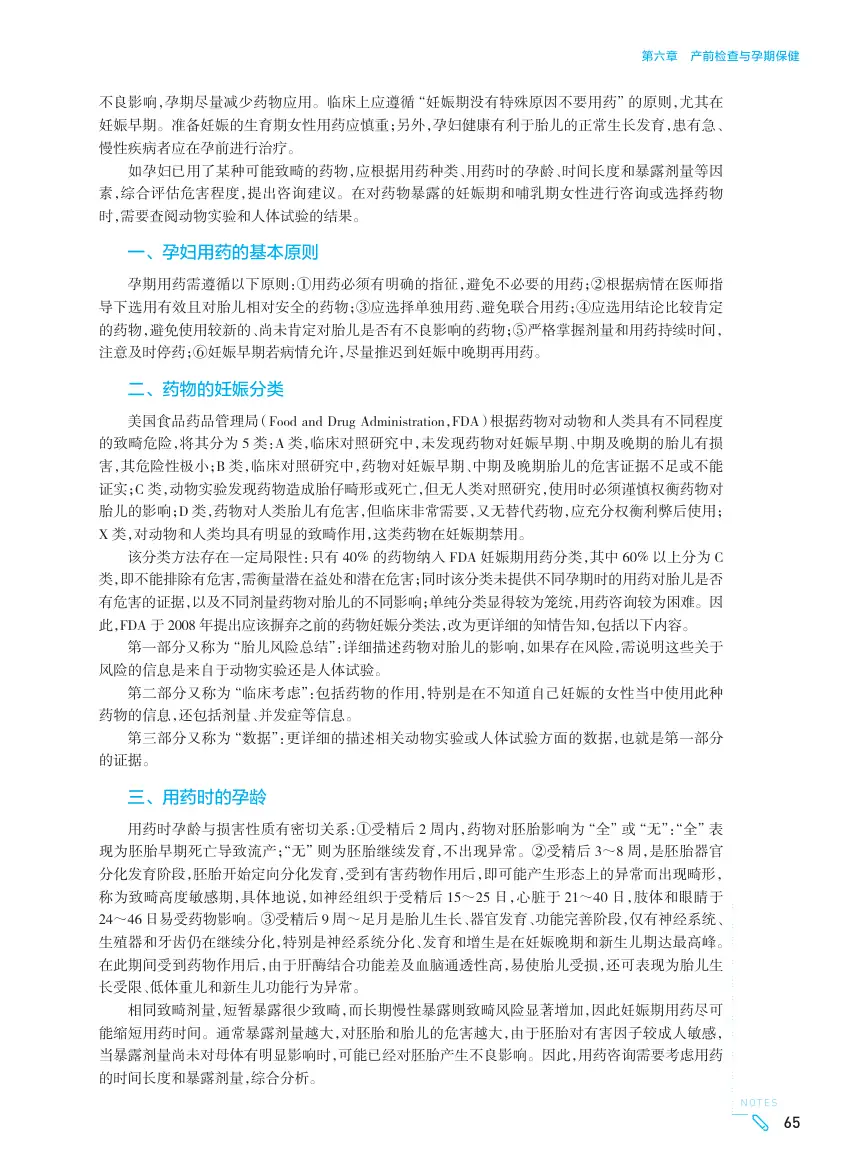 第六章 产前检查与孕期保健
不良影响,孕期尽量减少药物应用。临床上应遵循“妊娠期没有特殊原因不要用药”的原则,尤其在
妊娠早期。准备妊娠的生育期女性用药应慎重;另外,孕妇健康有利于胎儿的正常生长发育,患有急、
慢性疾病者应在孕前进行治疗。
如孕妇已用了某种可能致畸的药物,应根据用药种类、用药时的孕龄、时间长度和暴露剂量等因
素,综合评估危害程度,提出咨询建议。在对药物暴露的妊娠期和哺乳期女性进行咨询或选择药物
时,需要查阅动物实验和人体试验的结果。
一、孕妇用药的基本原则
孕期用药需遵循以下原则:①用药必须有明确的指征,避免不必要的用药;②根据病情在医师指
导下选用有效且对胎儿相对安全的药物;③应选择单独用药、避免联合用药;④应选用结论比较肯定
的药物,避免使用较新的、尚未肯定对胎儿是否有不良影响的药物;⑤严格掌握剂量和用药持续时间,
注意及时停药;⑥妊娠早期若病情允许,尽量推迟到妊娠中晚期再用药。
二、药物的妊娠分类
美国食品药品管理局(Food and Drug Administration,FDA)根据药物对动物和人类具有不同程度
的致畸危险,将其分为 5 类:A 类,临床对照研究中,未发现药物对妊娠早期、中期及晚期的胎儿有损
害,其危险性极小;B 类,临床对照研究中,药物对妊娠早期、中期及晚期胎儿的危害证据不足或不能
证实;C 类,动物实验发现药物造成胎仔畸形或死亡,但无人类对照研究,使用时必须谨慎权衡药物对
胎儿的影响;D 类,药物对人类胎儿有危害,但临床非常需要,又无替代药物,应充分权衡利弊后使用;
X 类,对动物和人类均具有明显的致畸作用,这类药物在妊娠期禁用。
该分类方法存在一定局限性:只有 40% 的药物纳入 FDA 妊娠期用药分类,其中 60% 以上分为 C
类,即不能排除有危害,需衡量潜在益处和潜在危害;同时该分类未提供不同孕期时的用药对胎儿是否
有危害的证据,以及不同剂量药物对胎儿的不同影响;单纯分类显得较为笼统,用药咨询较为困难。因
此,FDA 于 2008 年提出应该摒弃之前的药物妊娠分类法,改为更详细的知情告知,包括以下内容。
第一部分又称为“胎儿风险总结”:详细描述药物对胎儿的影响,如果存在风险,需说明这些关于
风险的信息是来自于动物实验还是人体试验。
第二部分又称为“临床考虑”:包括药物的作用,特别是在不知道自己妊娠的女性当中使用此种
药物的信息,还包括剂量、并发症等信息。
第三部分又称为“数据”:更详细的描述相关动物实验或人体试验方面的数据,也就是第一部分
的证据。
三、用药时的孕龄
用药时孕龄与损害性质有密切关系:①受精后 2 周内,药物对胚胎影响为“全”或“无”:“全”表
现为胚胎早期死亡导致流产;“无”则为胚胎继续发育,不出现异常。②受精后 3～8 周,是胚胎器官
分化发育阶段,胚胎开始定向分化发育,受到有害药物作用后,即可能产生形态上的异常而出现畸形,
称为致畸高度敏感期,具体地说,如神经组织于受精后 15～25 日,心脏于 21～40 日,肢体和眼睛于
24～46 日易受药物影响。③受精后 9 周～足月是胎儿生长、器官发育、功能完善阶段,仅有神经系统、
生殖器和牙齿仍在继续分化,特别是神经系统分化、发育和增生是在妊娠晚期和新生儿期达最高峰。
在此期间受到药物作用后,由于肝酶结合功能差及血脑通透性高,易使胎儿受损,还可表现为胎儿生
长受限、低体重儿和新生儿功能行为异常。
相同致畸剂量,短暂暴露很少致畸,而长期慢性暴露则致畸风险显著增加,因此妊娠期用药尽可
能缩短用药时间。通常暴露剂量越大,对胚胎和胎儿的危害越大,由于胚胎对有害因子较成人敏感,
当暴露剂量尚未对母体有明显影响时,可能已经对胚胎产生不良影响。因此,用药咨询需要考虑用药
的时间长度和暴露剂量,综合分析。
NOTES
65